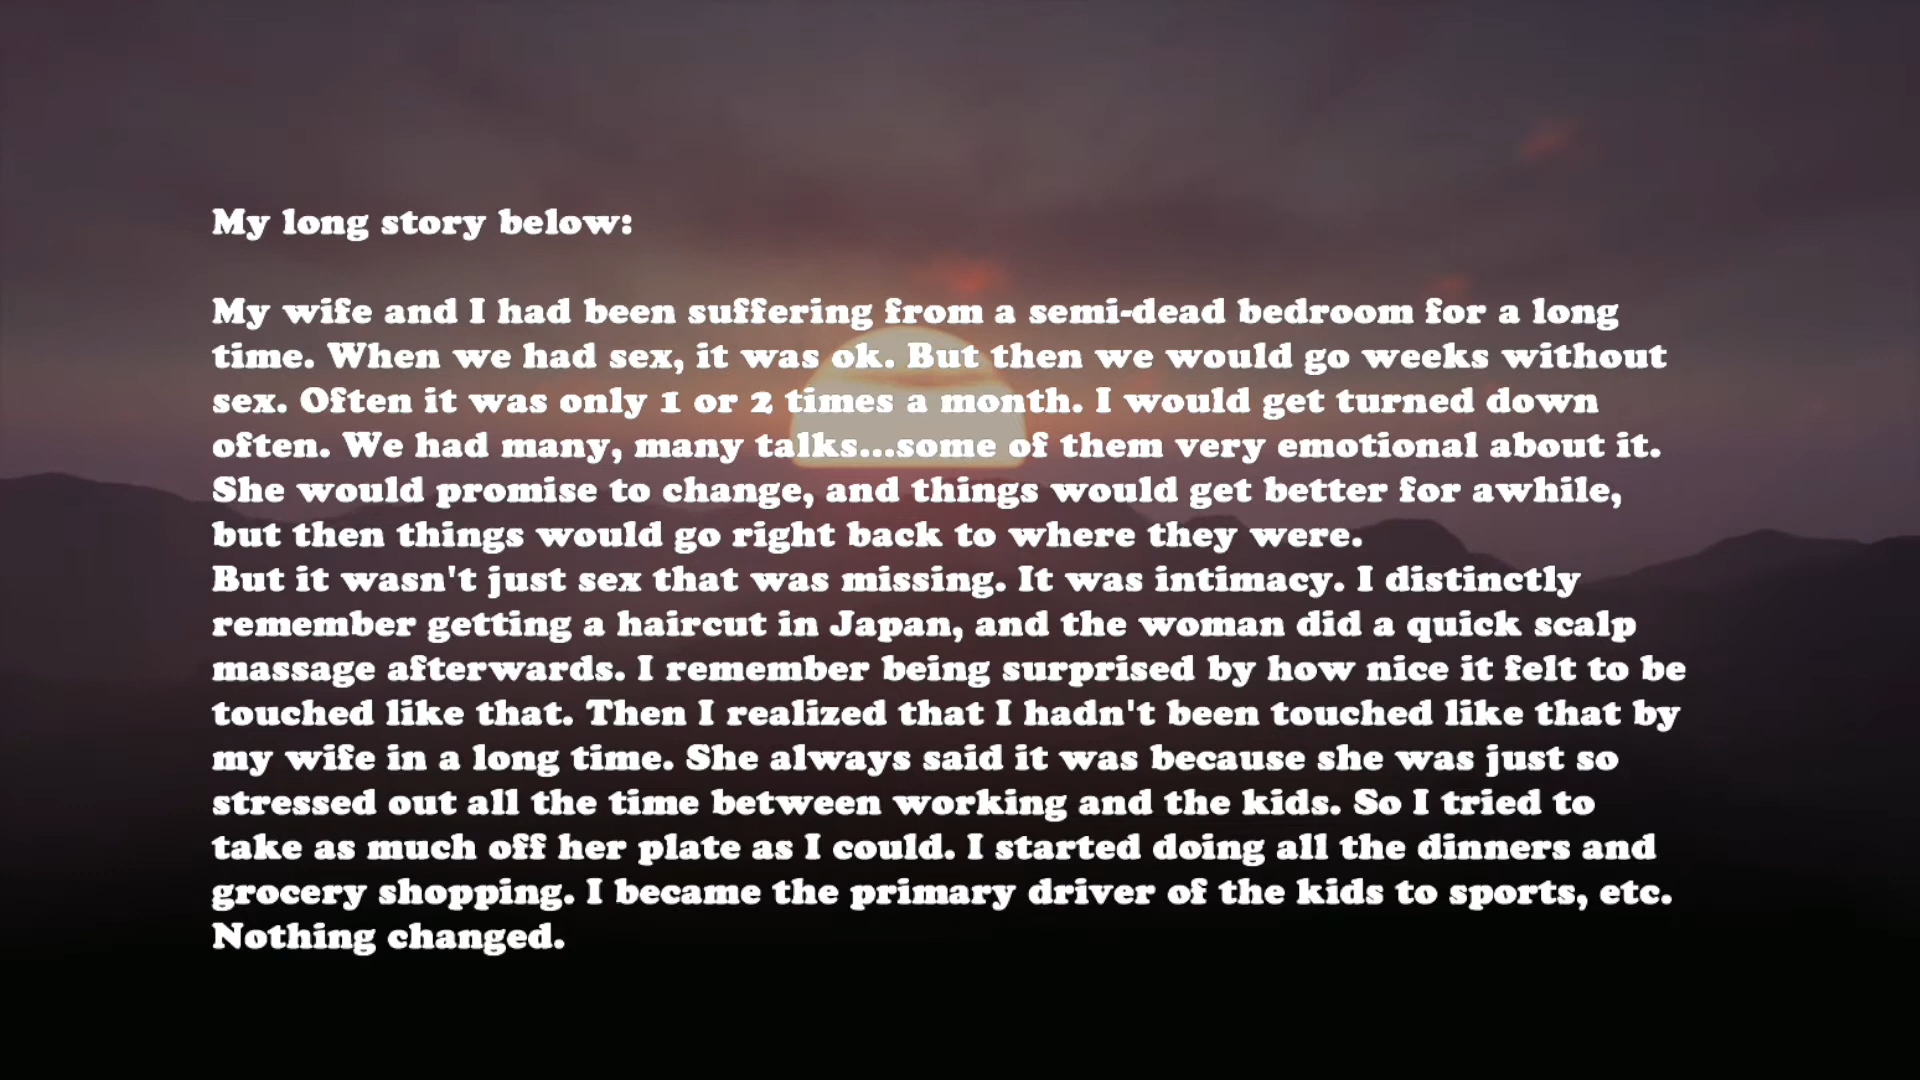 My long story below:
My wife and I had been suffering from a semi-dead bedroom for a long
time. When we had sex, it was ok. But then we would go weeks without
sex. Often it was only 1 or 2 times a month. I would get turned down
often. We had many, many talks...some of them very emotional about it.
She would promise to change, and things would get better for awhile,
but then things would go right back to where they were.
But it wasn't just sex that was missing. It was intimacy. I distinctly
remember getting a haircut in Japan, and the woman did a quick scalp
massage afterwards. I remember being surprised by how nice it felt to be
touched like that. Then I realized that I hadn't been touched like that by
my wife in a long time. She always said it was because she was just so
stressed out all the time between working and the kids. So I tried to
take as much off her plate as I could. I started doing all the dinners and
grocery shopping. I became the primary driver of the kids to sports, etc.
Nothing changed.